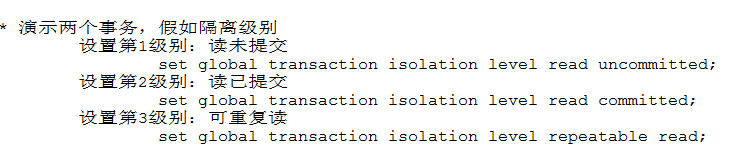 * 演示两个事务，假如隔离级别
设置第1级别：读未提交
set global transaction isolation level read uncommitted;
设置第2级别：读已提交
set global transaction isolation level read committed;
设置第3级别：可重复读
set global transaction isolation level repeatable read;